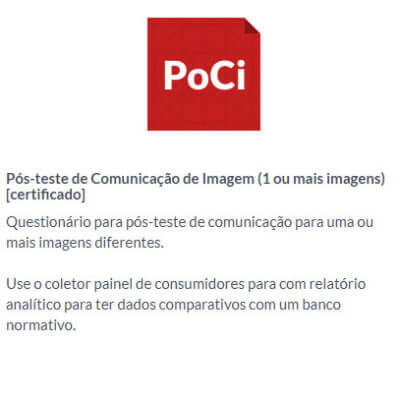 PoCi
Pós-teste de Comunicação de Imagem (1 ou mais imagens)
[certificado]
Questionário para pós-teste de comunicação para uma ou
mais imagens diferentes.
Use o coletor painel de consumidores para com relatório
analítico para ter dados comparativos com um banco
normativo.